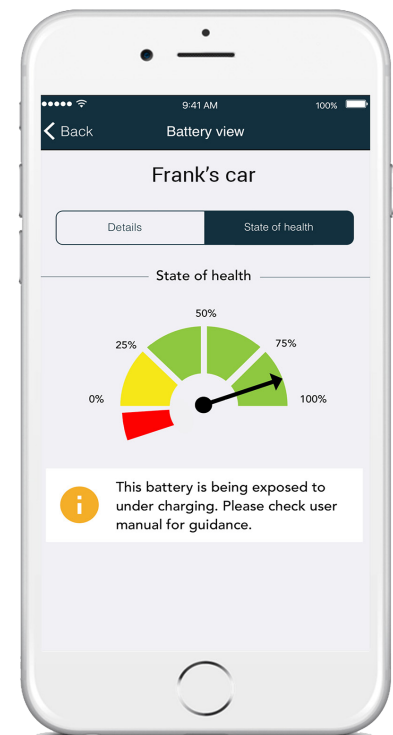 9:41 AM
100%
Back
Battery view
Frank's car
Details
State of health
State of health
50%
25%
75%
0%
100%
This battery is being exposed to
under charging. Please check user
manual for guidance.